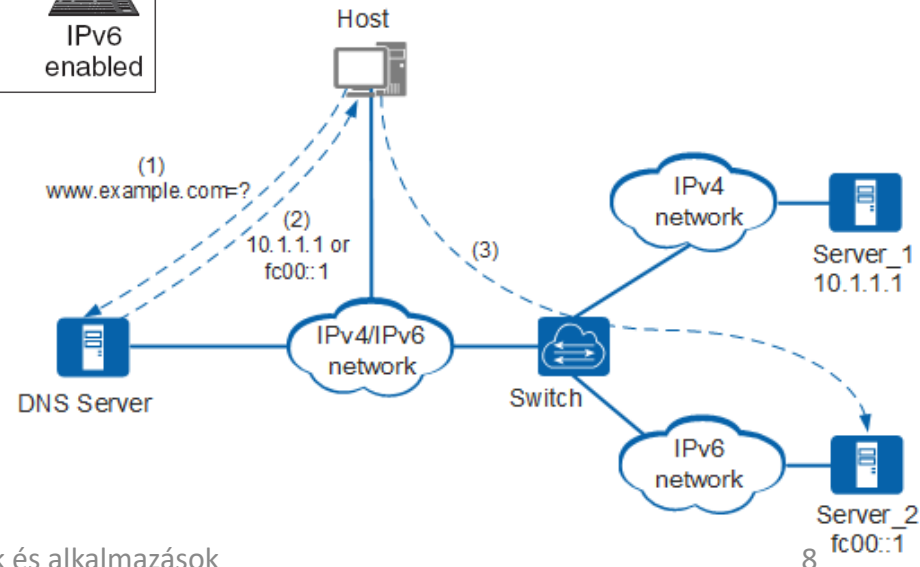 IPv6
enabled
Host
(1)
www.example.com=?
(2)
10.1.1.1 or
fc00::1
(3)
IPv4
network
Server_1
10.1.1.1
IPv4/IPv6
network
DNS Server
Switch
IPv6
network
Server_2
fc00::1
k és alkalmazások
8